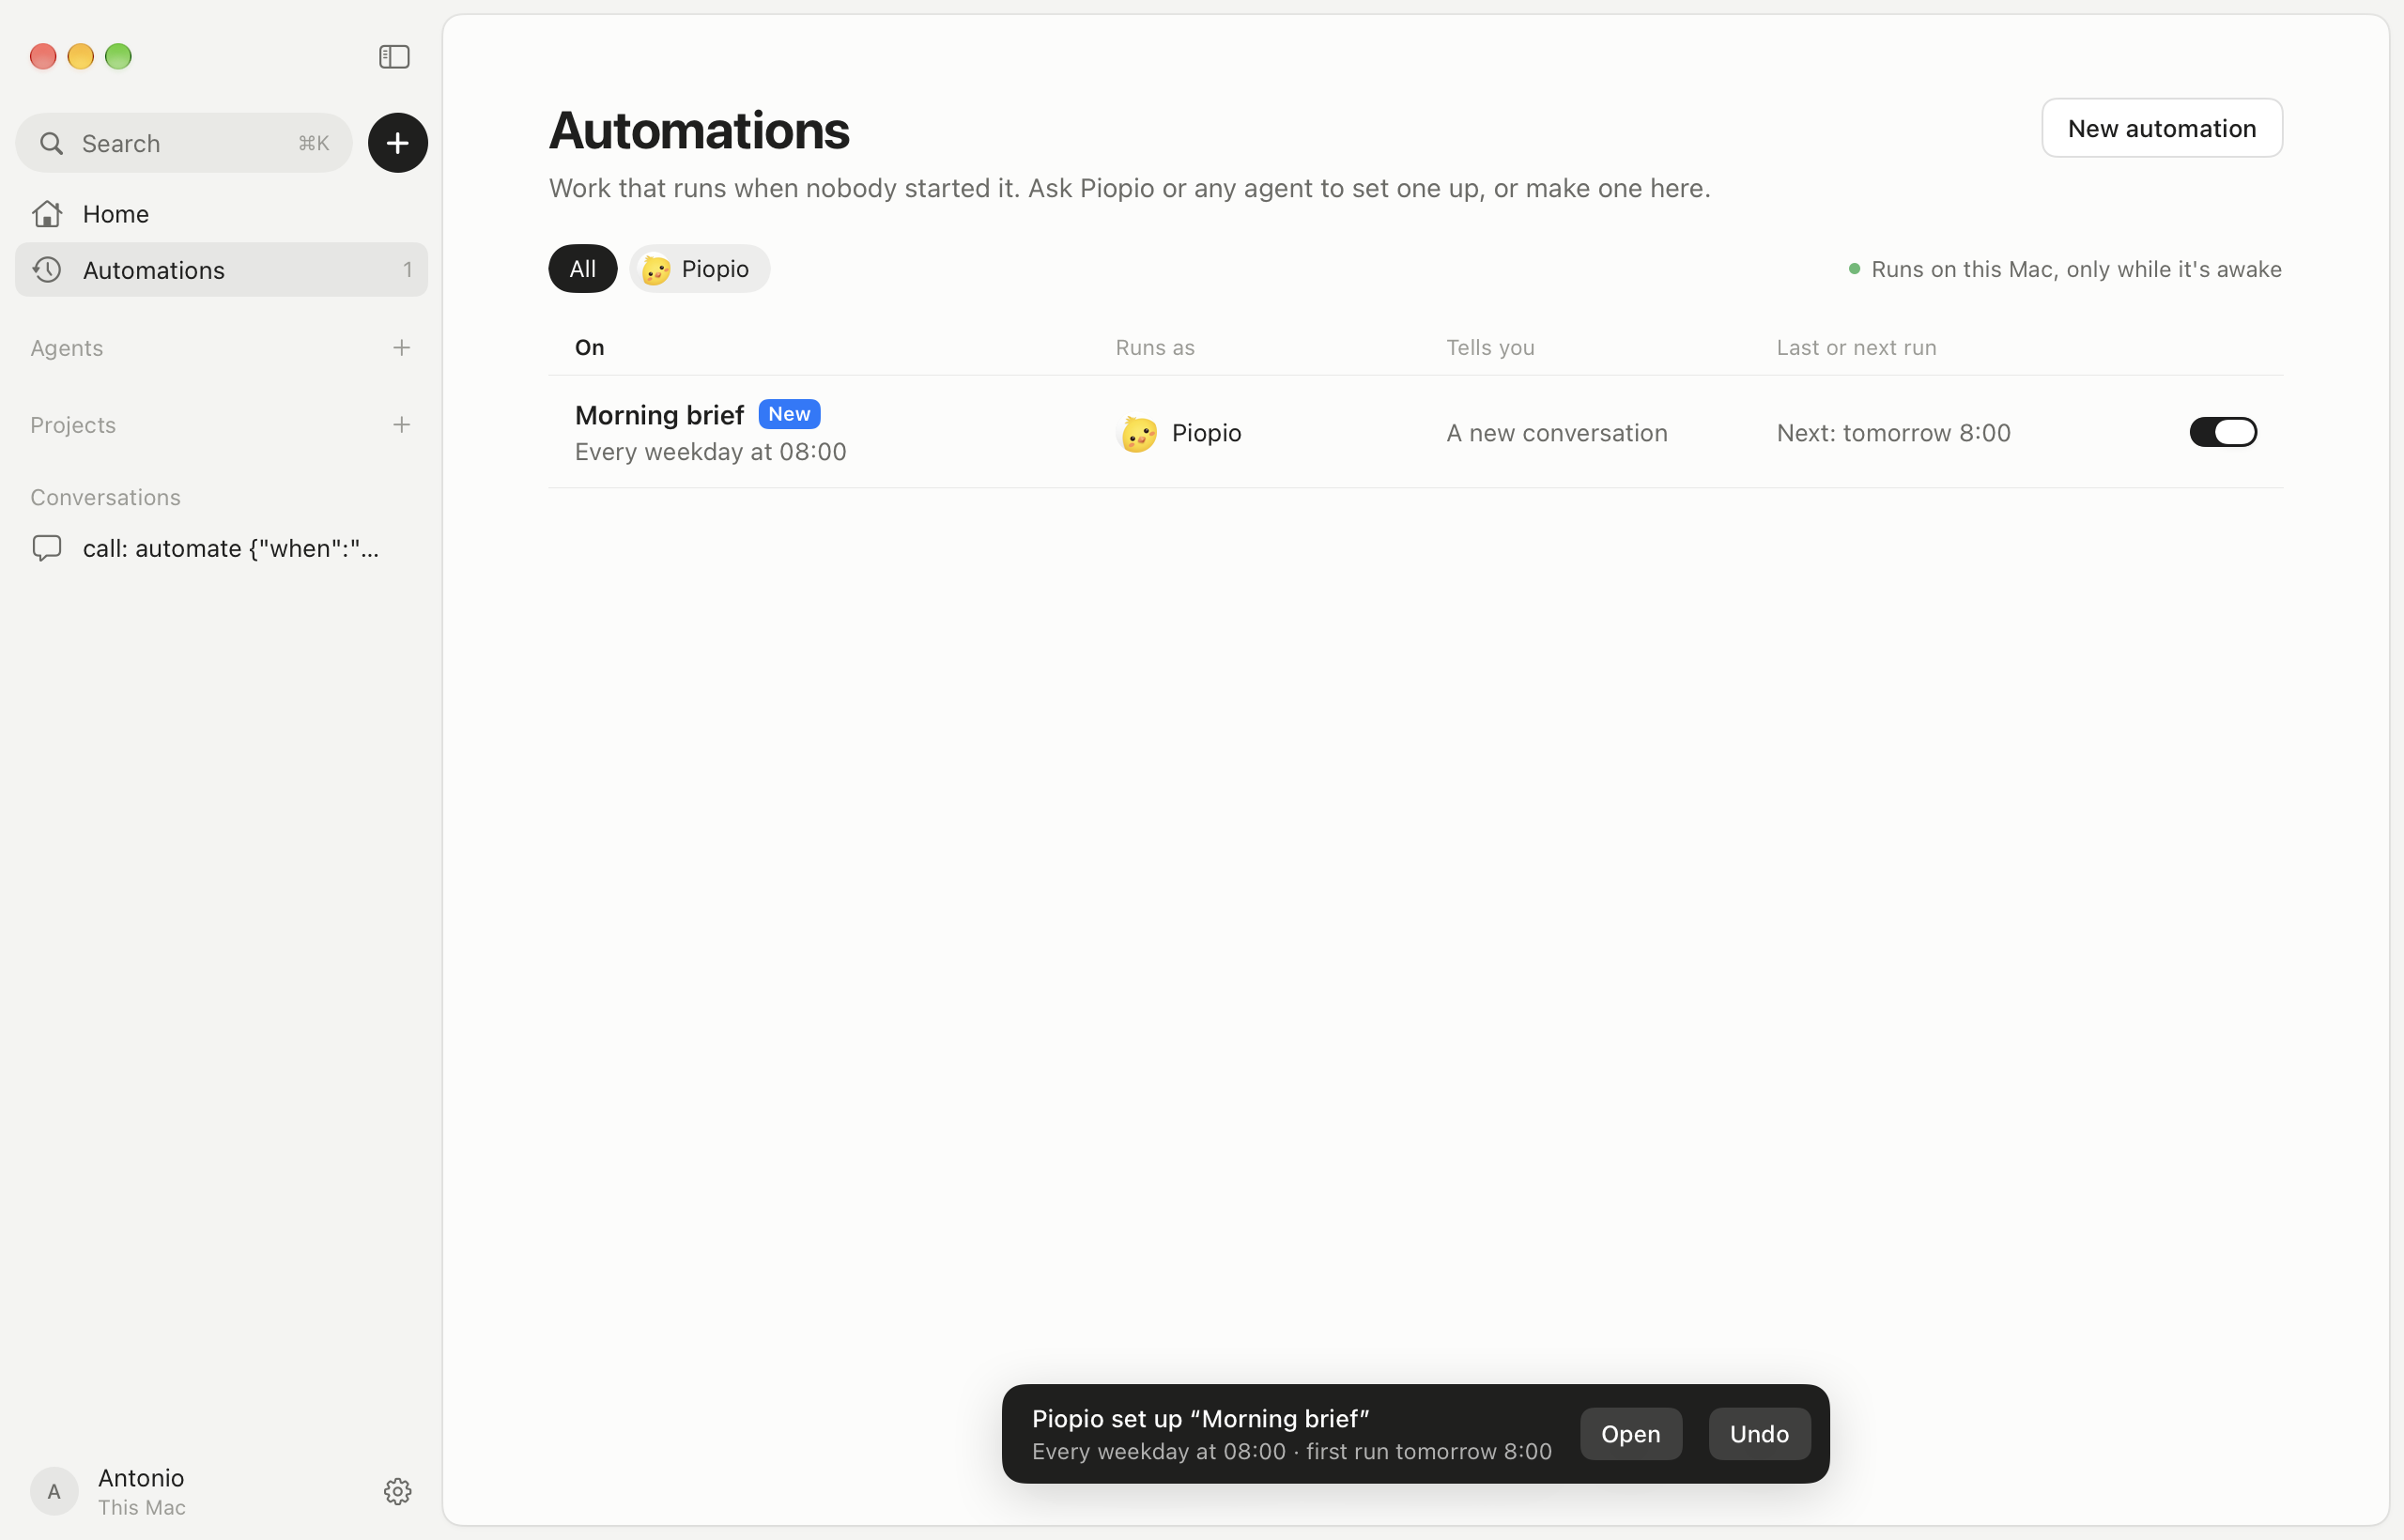 Search ⌘K
Home
Automations 1
Agents
Projects
Conversations
call: automate {"when":"...
A
Antonio
This Mac
Automations
New automation
Work that runs when nobody started it. Ask Piopio or any agent to set one up, or make one here.
All Piopio
Runs on this Mac, only while it's awake
On Runs as Tells you Last or next run
Morning brief New
Every weekday at 08:00
Piopio A new conversation Next: tomorrow 8:00
Piopio set up “Morning brief”
Every weekday at 08:00 · first run tomorrow 8:00
Open Undo